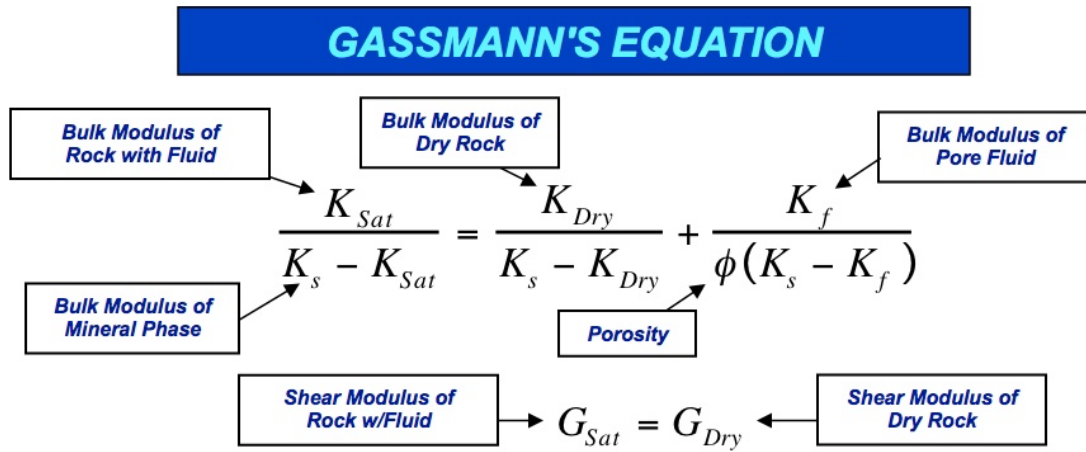 GASSMANN'S EQUATION
Bulk Modulus of
Rock with Fluid
Bulk Modulus of
Dry Rock
Bulk Modulus of
Pore Fluid
K_Sat / (K_s − K_Sat) = K_Dry / (K_s − K_Dry) + K_f / (ϕ(K_s − K_f))
Bulk Modulus of
Mineral Phase
Porosity
Shear Modulus of
Rock w/Fluid
G_Sat = G_Dry
Shear Modulus of
Dry Rock